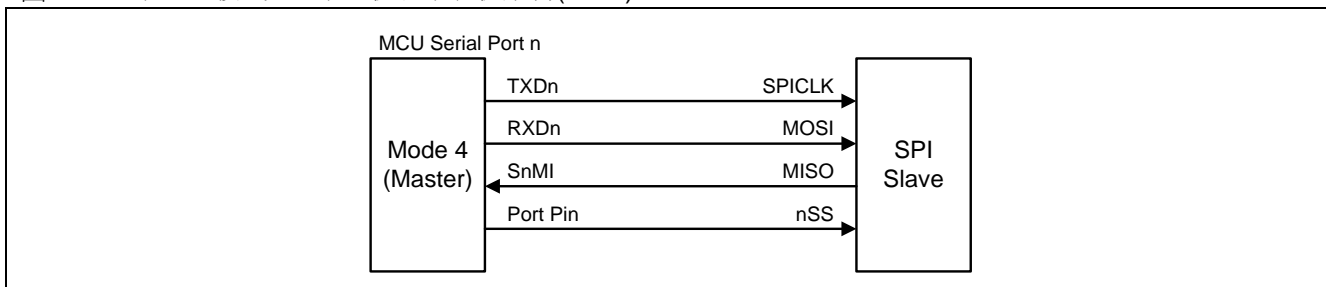 MCU Serial Port n
TXDn SPICLK
RXDn MOSI
Mode 4
(Master)
SPI
Slave
SnMI MISO
Port Pin nSS